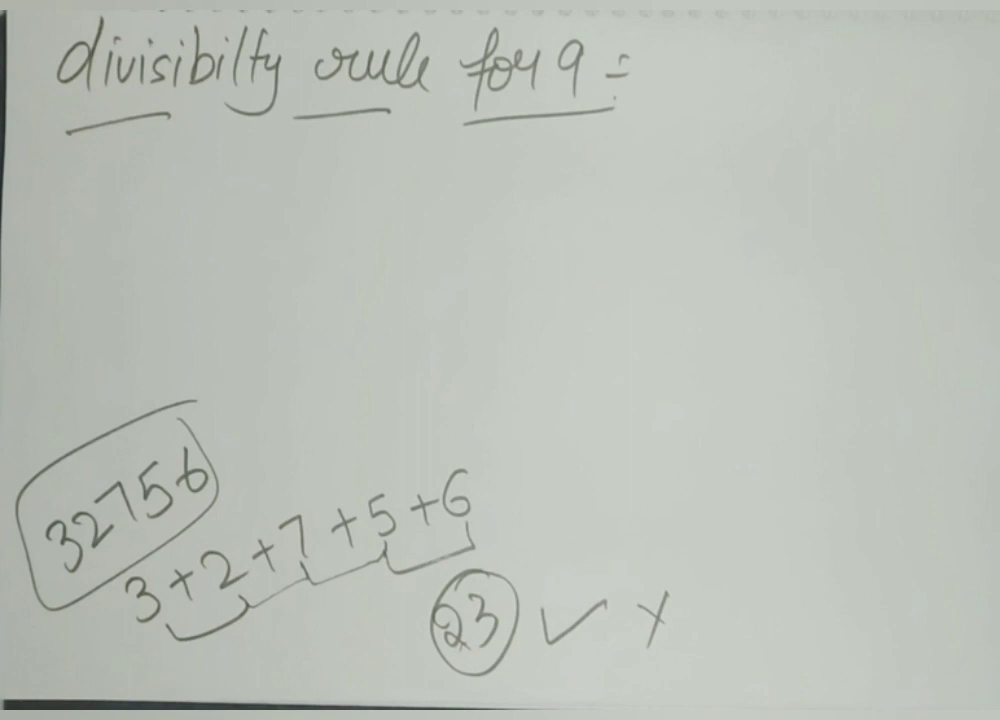 divisibilty rule for 9 =
32756
3+2+7+5+6
23 ✓ x